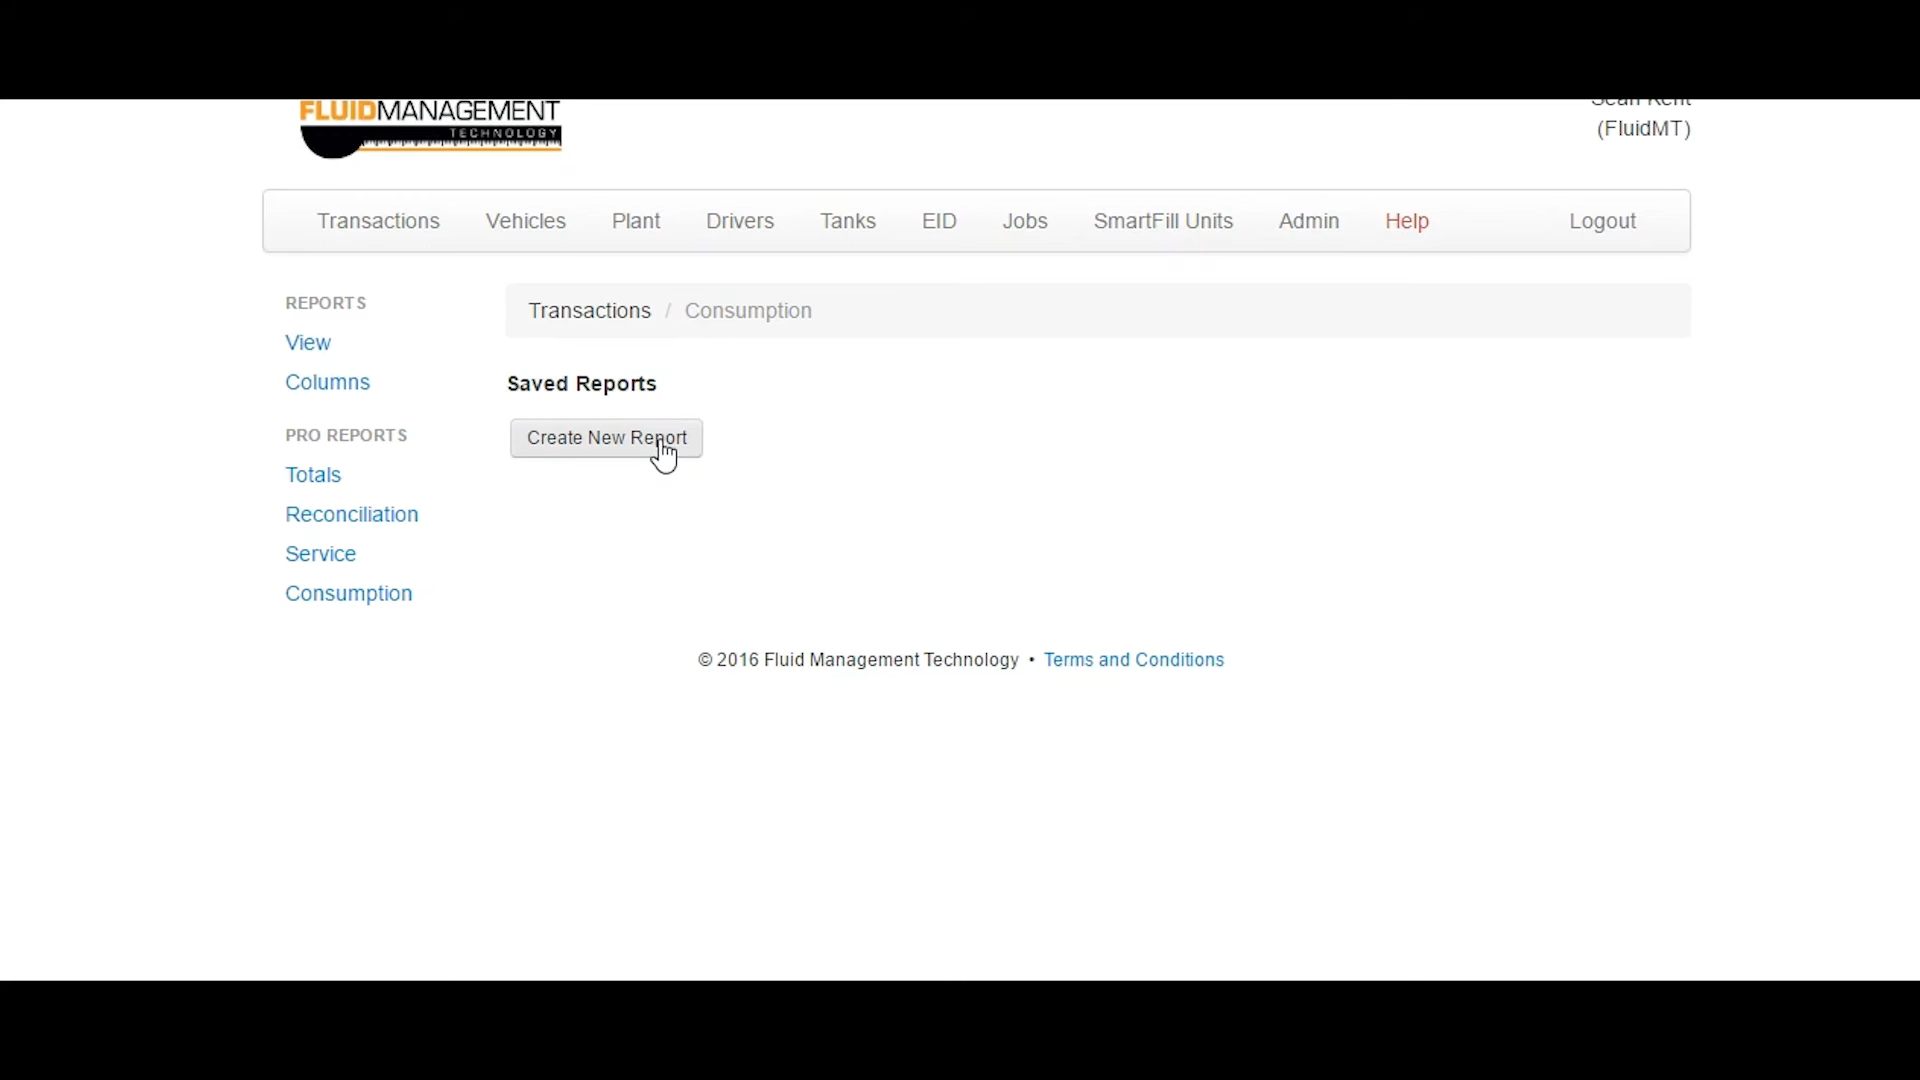 FLUIDMANAGEMENT
TECHNOLOGY
Sean Kent
(FluidMT)
Transactions Vehicles Plant Drivers Tanks EID Jobs SmartFill Units Admin Help Logout
REPORTS
View
Columns
PRO REPORTS
Totals
Reconciliation
Service
Consumption
Transactions / Consumption
Saved Reports
Create New Report
© 2016 Fluid Management Technology • Terms and Conditions